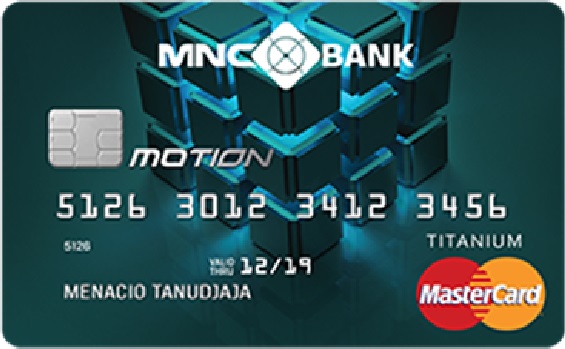 MNC BANK
MOTION
5126 3012 3412 3456
TITANIUM
5126
VALID THRU 12/19
MENACIO TANUDJAJA
MasterCard